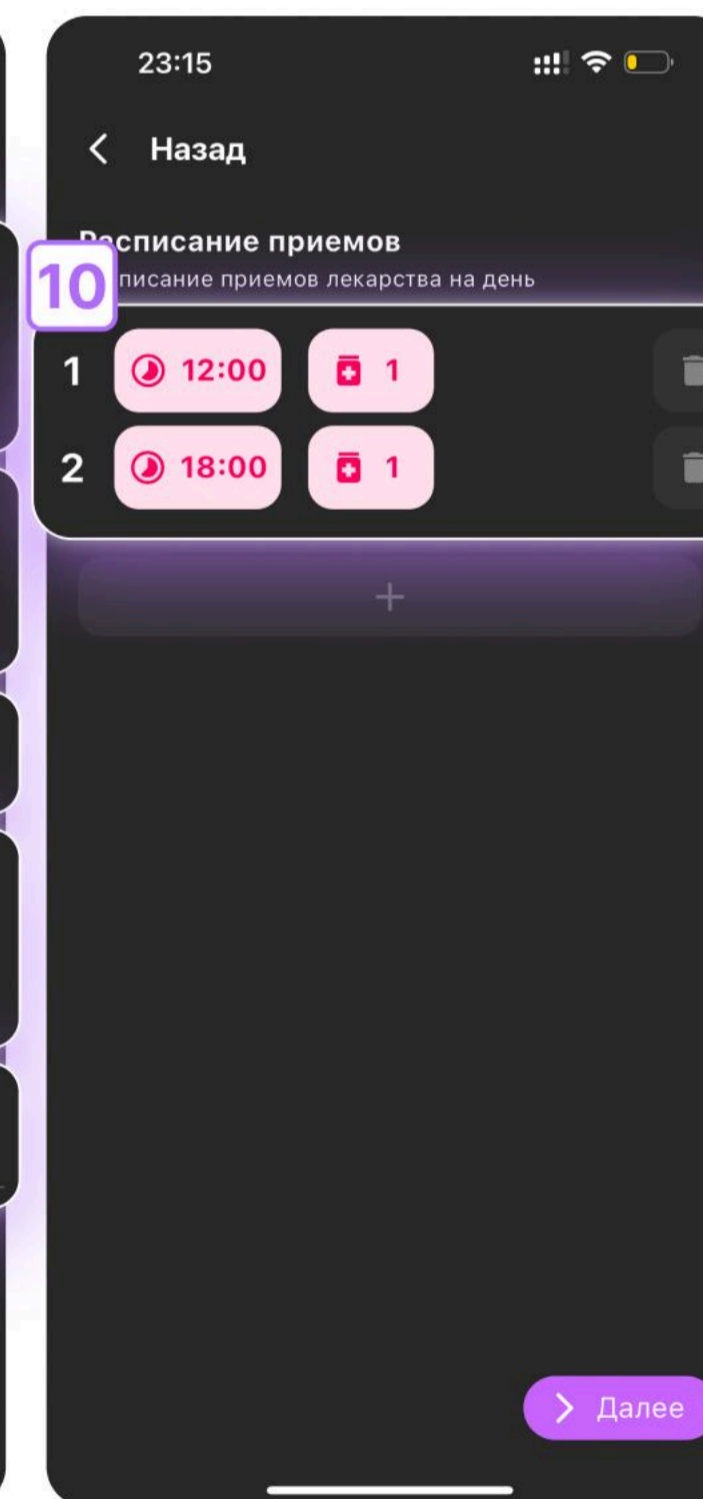 23:15
Назад
Расписание приемов
10
писание приемов лекарства на день
1 12:00 1
2 18:00 1
+
Далее